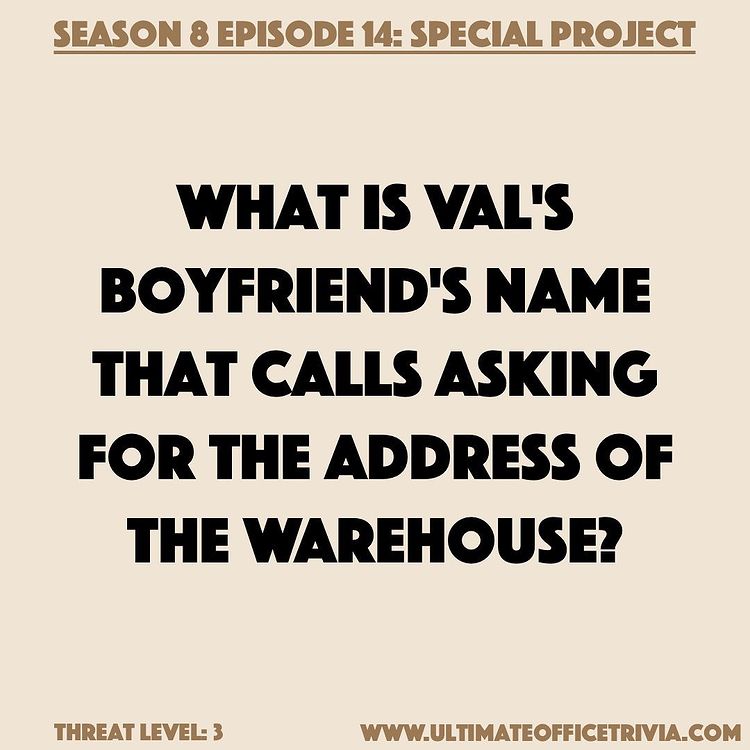 SEASON 8 EPISODE 14: SPECIAL PROJECT
WHAT IS VAL'S
BOYFRIEND'S NAME
THAT CALLS ASKING
FOR THE ADDRESS OF
THE WAREHOUSE?
THREAT LEVEL: 3
WWW.ULTIMATEOFFICETRIVIA.COM